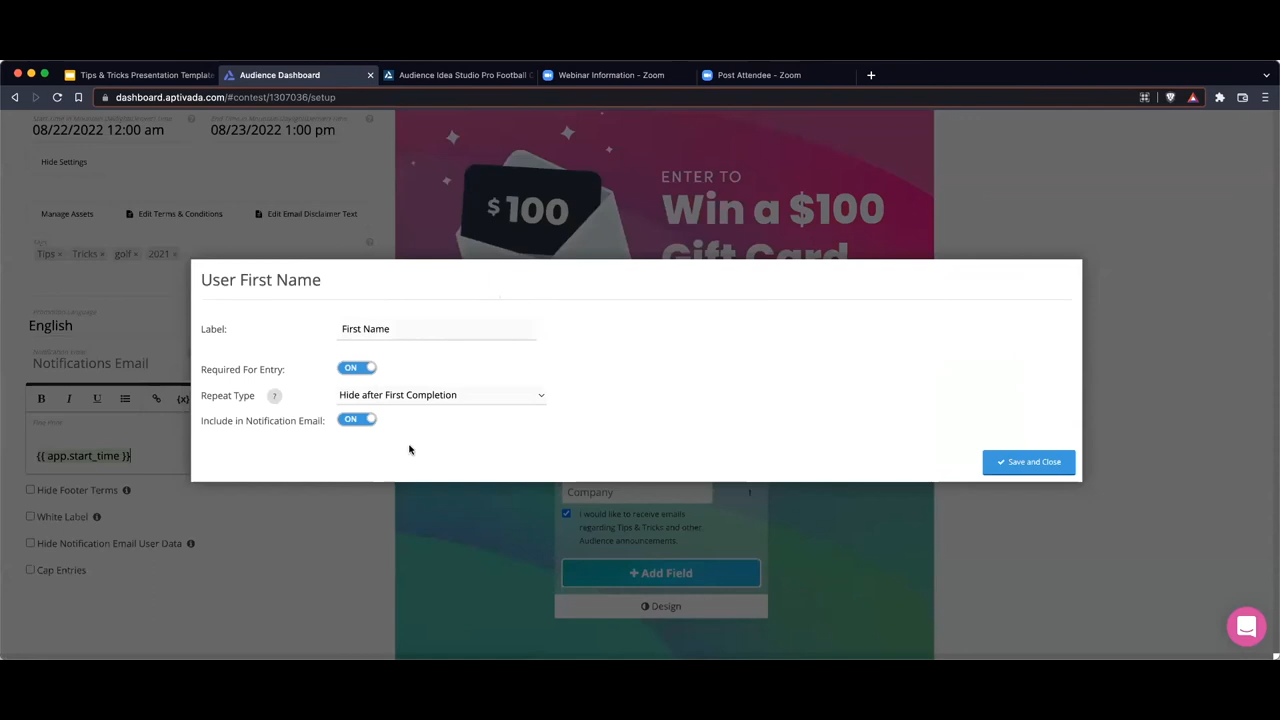 Tips & Tricks Presentation Template
Audience Dashboard
Audience Idea Studio Pro Football C
Webinar Information - Zoom
Post Attendee - Zoom
dashboard.aptivada.com/#contest/1307036/setup
08/22/2022 12:00 am
08/23/2022 1:00 pm
Hide Settings
Manage Assets
Edit Terms & Conditions
Edit Email Disclaimer Text
Tips × Tricks × golf × 2021 ×
English
Notifications Email
B I U {x}
{{ app.start_time }}
Hide Footer Terms
White Label
Hide Notification Email User Data
Cap Entries
$100
ENTER TO
Win a $100
Gift Card
User First Name
Label:
First Name
Required For Entry:
ON
Repeat Type ?
Hide after First Completion
Include in Notification Email:
ON
Save and Close
Company
1
I would like to receive emails
regarding Tips & Tricks and other
Audience announcements.
+ Add Field
Design